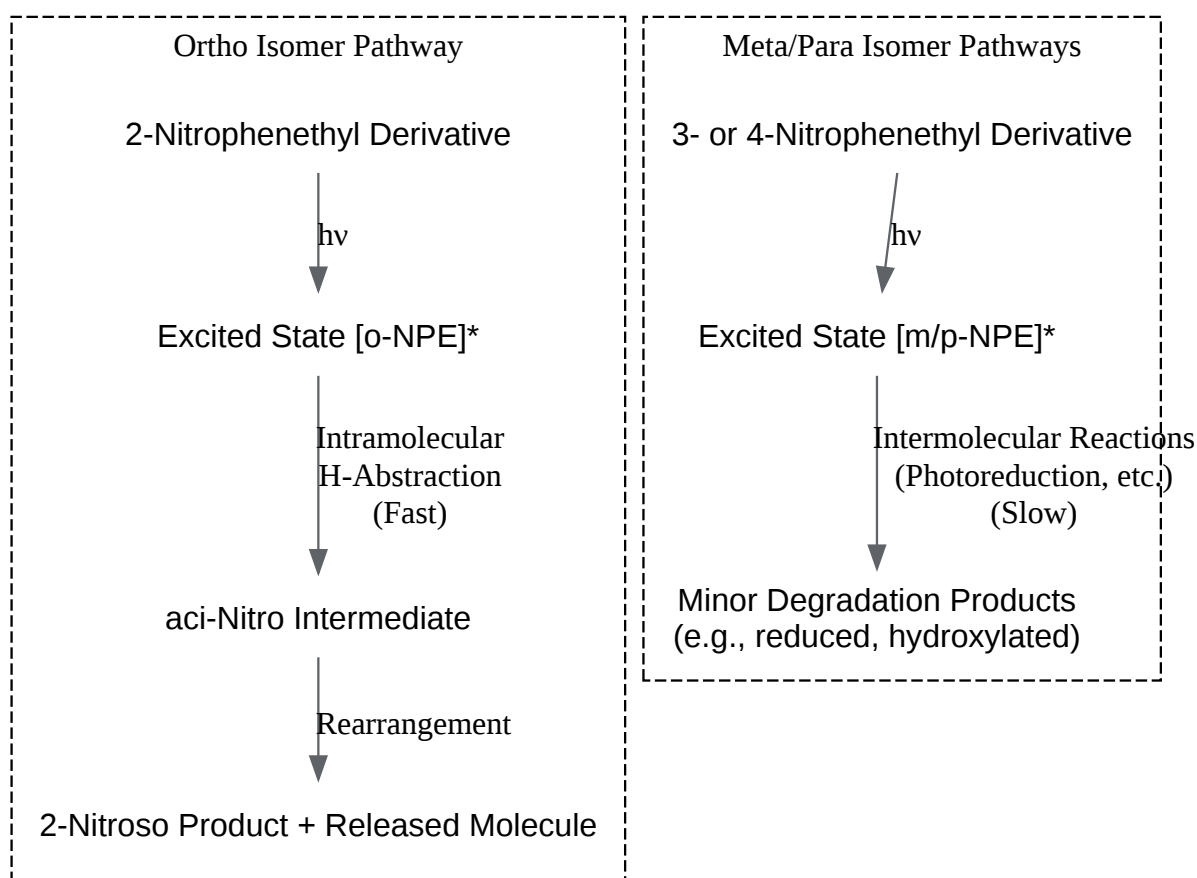 Ortho Isomer Pathway
2-Nitrophenethyl Derivative
hν
Excited State [o-NPE]*
Intramolecular
H-Abstraction
(Fast)
aci-Nitro Intermediate
Rearrangement
2-Nitroso Product + Released Molecule
Meta/Para Isomer Pathways
3- or 4-Nitrophenethyl Derivative
hν
Excited State [m/p-NPE]*
Intermolecular Reactions
(Photoreduction, etc.)
(Slow)
Minor Degradation Products
(e.g., reduced, hydroxylated)